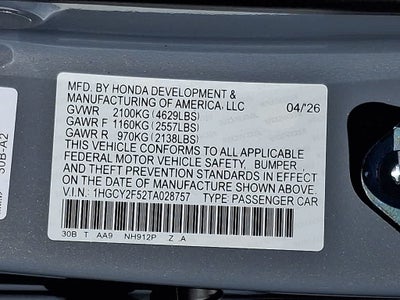 MFD. BY HONDA DEVELOPMENT &
MANUFACTURING OF AMERICA, LLC
GVWR 2100KG (4629LBS) 04/26
GAWR F 1160KG (2557LBS)
GAWR R 970KG (2138LBS)
THIS VEHICLE CONFORMS TO ALL APPLICABLE
FEDERAL MOTOR VEHICLE SAFETY, BUMPER,
AND THEFT PREVENTION STANDARDS IN EFFECT
ON THE DATE OF MANUFACTURE SHOWN ABOVE.
V.I.N. 1HGCY2F52TA028757 TYPE PASSENGER CAR
30B T AA9 NH912P Z A
30B-A2